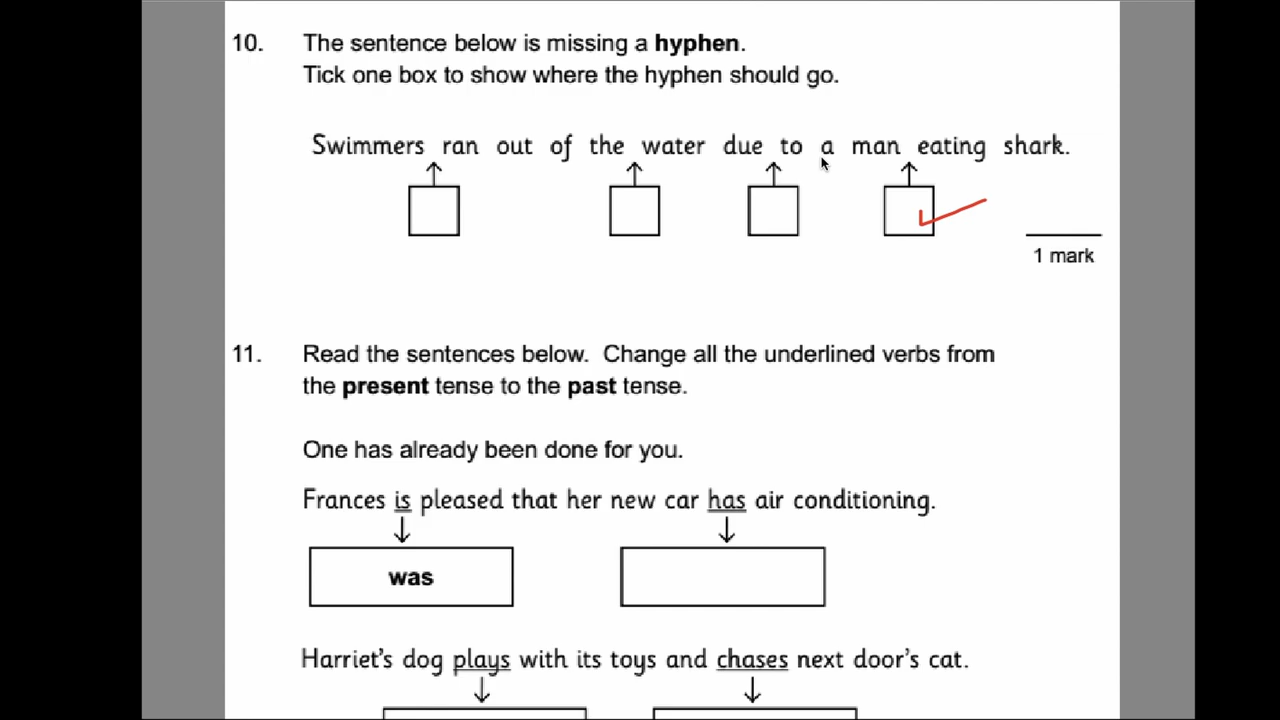 10. The sentence below is missing a hyphen.
Tick one box to show where the hyphen should go.
Swimmers ran out of the water due to a man eating shark.
1 mark
11. Read the sentences below. Change all the underlined verbs from
the present tense to the past tense.
One has already been done for you.
Frances is pleased that her new car has air conditioning.
was
Harriet's dog plays with its toys and chases next door's cat.